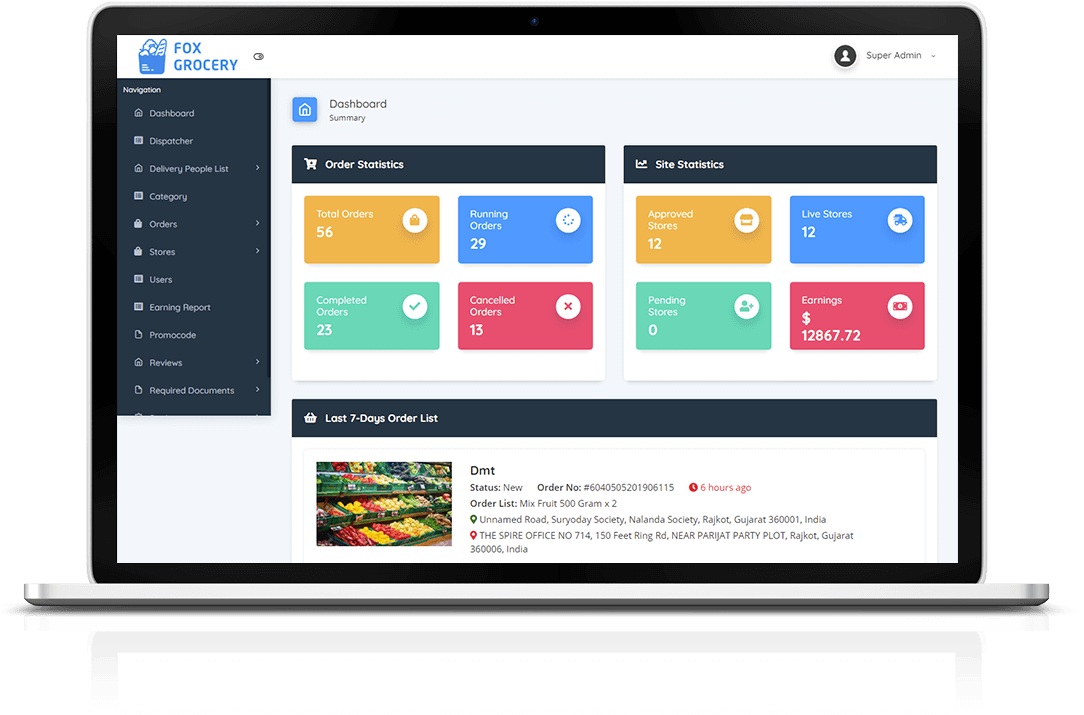 FOX
GROCERY
Super Admin
Navigation
Dashboard
Dispatcher
Delivery People List
Category
Orders
Stores
Users
Earning Report
Promocode
Reviews
Required Documents
Dashboard
Summary
Order Statistics
Total Orders
56
Running
Orders
29
Completed
Orders
23
Cancelled
Orders
13
Site Statistics
Approved
Stores
12
Live Stores
12
Pending
Stores
0
Earnings
$
12867.72
Last 7-Days Order List
Dmt
Status: New Order No: #6040505201906115 6 hours ago
Order List: Mix Fruit 500 Gram x 2
Unnamed Road, Suryoday Society, Nalanda Society, Rajkot, Gujarat 360001, India
THE SPIRE OFFICE NO 714, 150 Feet Ring Rd, NEAR PARIJAT PARTY PLOT, Rajkot, Gujarat
360006, India